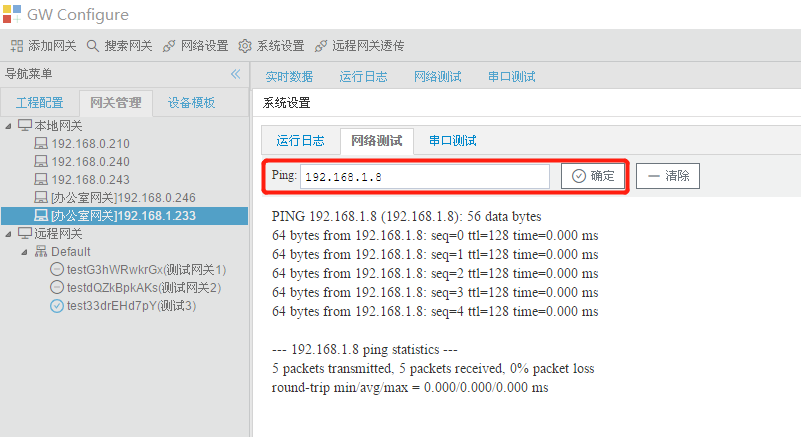 GW Configure
添加网关 搜索网关 网络设置 系统设置 远程网关透传
导航菜单
实时数据 运行日志 网络测试 串口测试
工程配置 网关管理 设备模板
系统设置
本地网关
192.168.0.210
192.168.0.240
192.168.0.243
[办公室网关]192.168.0.246
[办公室网关]192.168.1.233
远程网关
Default
testG3hWRwkrGx(测试网关1)
testdQZkBpkAKs(测试网关2)
test33drEHd7pY(测试3)
运行日志 网络测试 串口测试
Ping: 192.168.1.8 确定 清除
PING 192.168.1.8 (192.168.1.8): 56 data bytes
64 bytes from 192.168.1.8: seq=0 ttl=128 time=0.000 ms
64 bytes from 192.168.1.8: seq=1 ttl=128 time=0.000 ms
64 bytes from 192.168.1.8: seq=2 ttl=128 time=0.000 ms
64 bytes from 192.168.1.8: seq=3 ttl=128 time=0.000 ms
64 bytes from 192.168.1.8: seq=4 ttl=128 time=0.000 ms
--- 192.168.1.8 ping statistics ---
5 packets transmitted, 5 packets received, 0% packet loss
round-trip min/avg/max = 0.000/0.000/0.000 ms